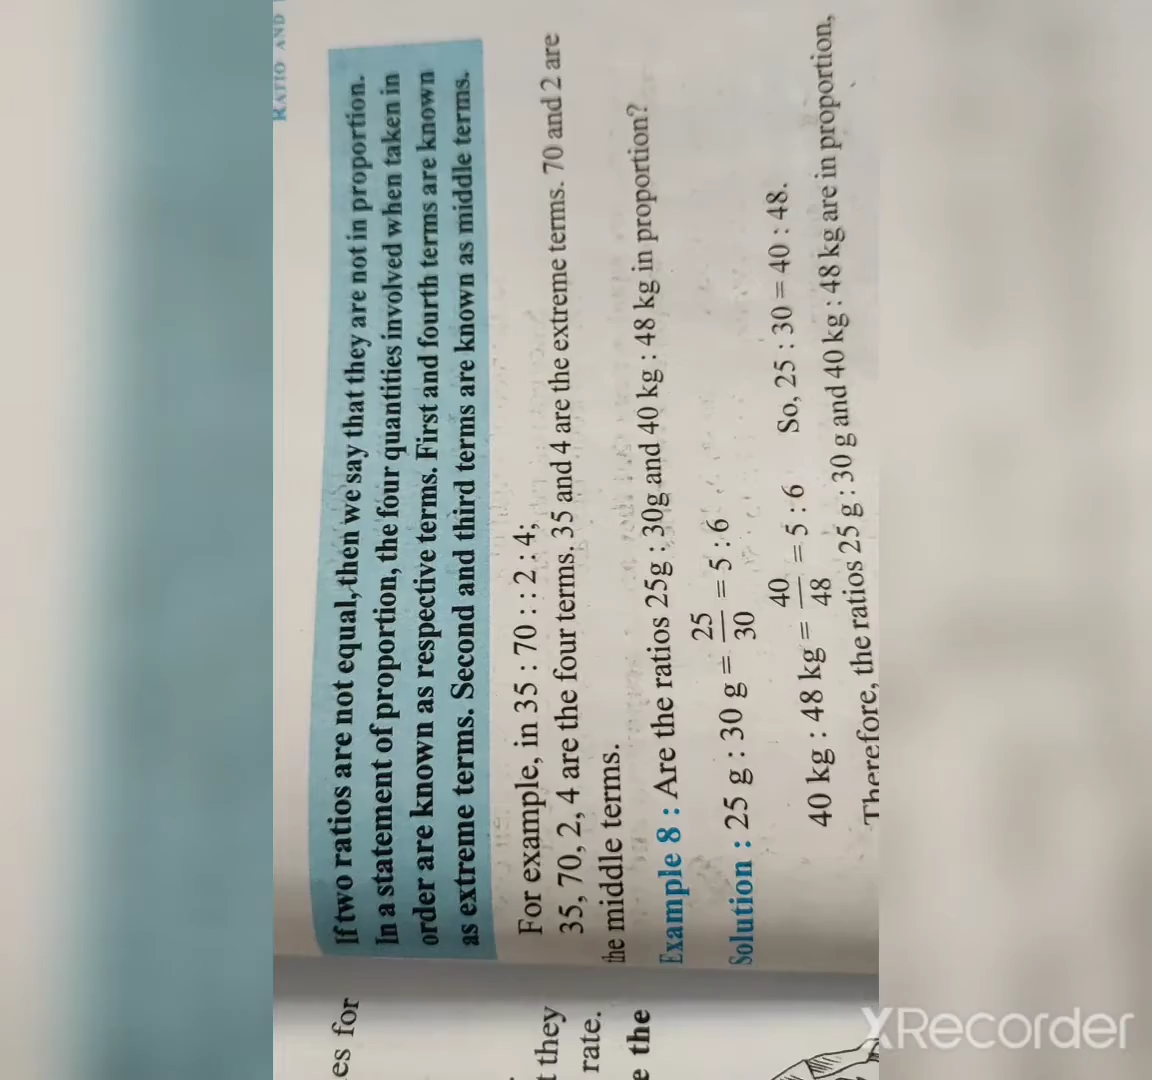 RATIO AND
If two ratios are not equal, then we say that they are not in proportion.
In a statement of proportion, the four quantities involved when taken in
order are known as respective terms. First and fourth terms are known
as extreme terms. Second and third terms are known as middle terms.
For example, in 35 : 70 : : 2 : 4;
35, 70, 2, 4 are the four terms. 35 and 4 are the extreme terms. 70 and 2 are
the middle terms.
Example 8 : Are the ratios 25g : 30g and 40 kg : 48 kg in proportion?
Solution : 25 g : 30 g = 25/30 = 5 : 6
40 kg : 48 kg = 40/48 = 5 : 6 So, 25 : 30 = 40 : 48.
Therefore, the ratios 25 g : 30 g and 40 kg : 48 kg are in proportion,
es for
t they
rate.
e the
XRecorder